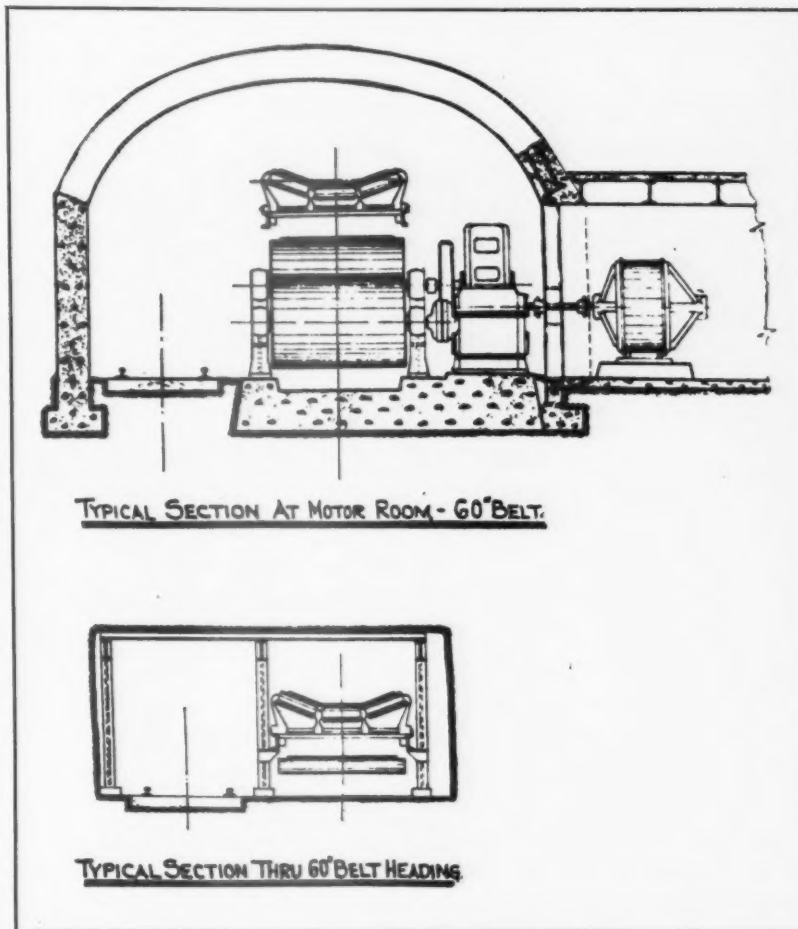 TYPICAL SECTION AT MOTOR ROOM - 60" BELT.
TYPICAL SECTION THRU 60" BELT HEADING.